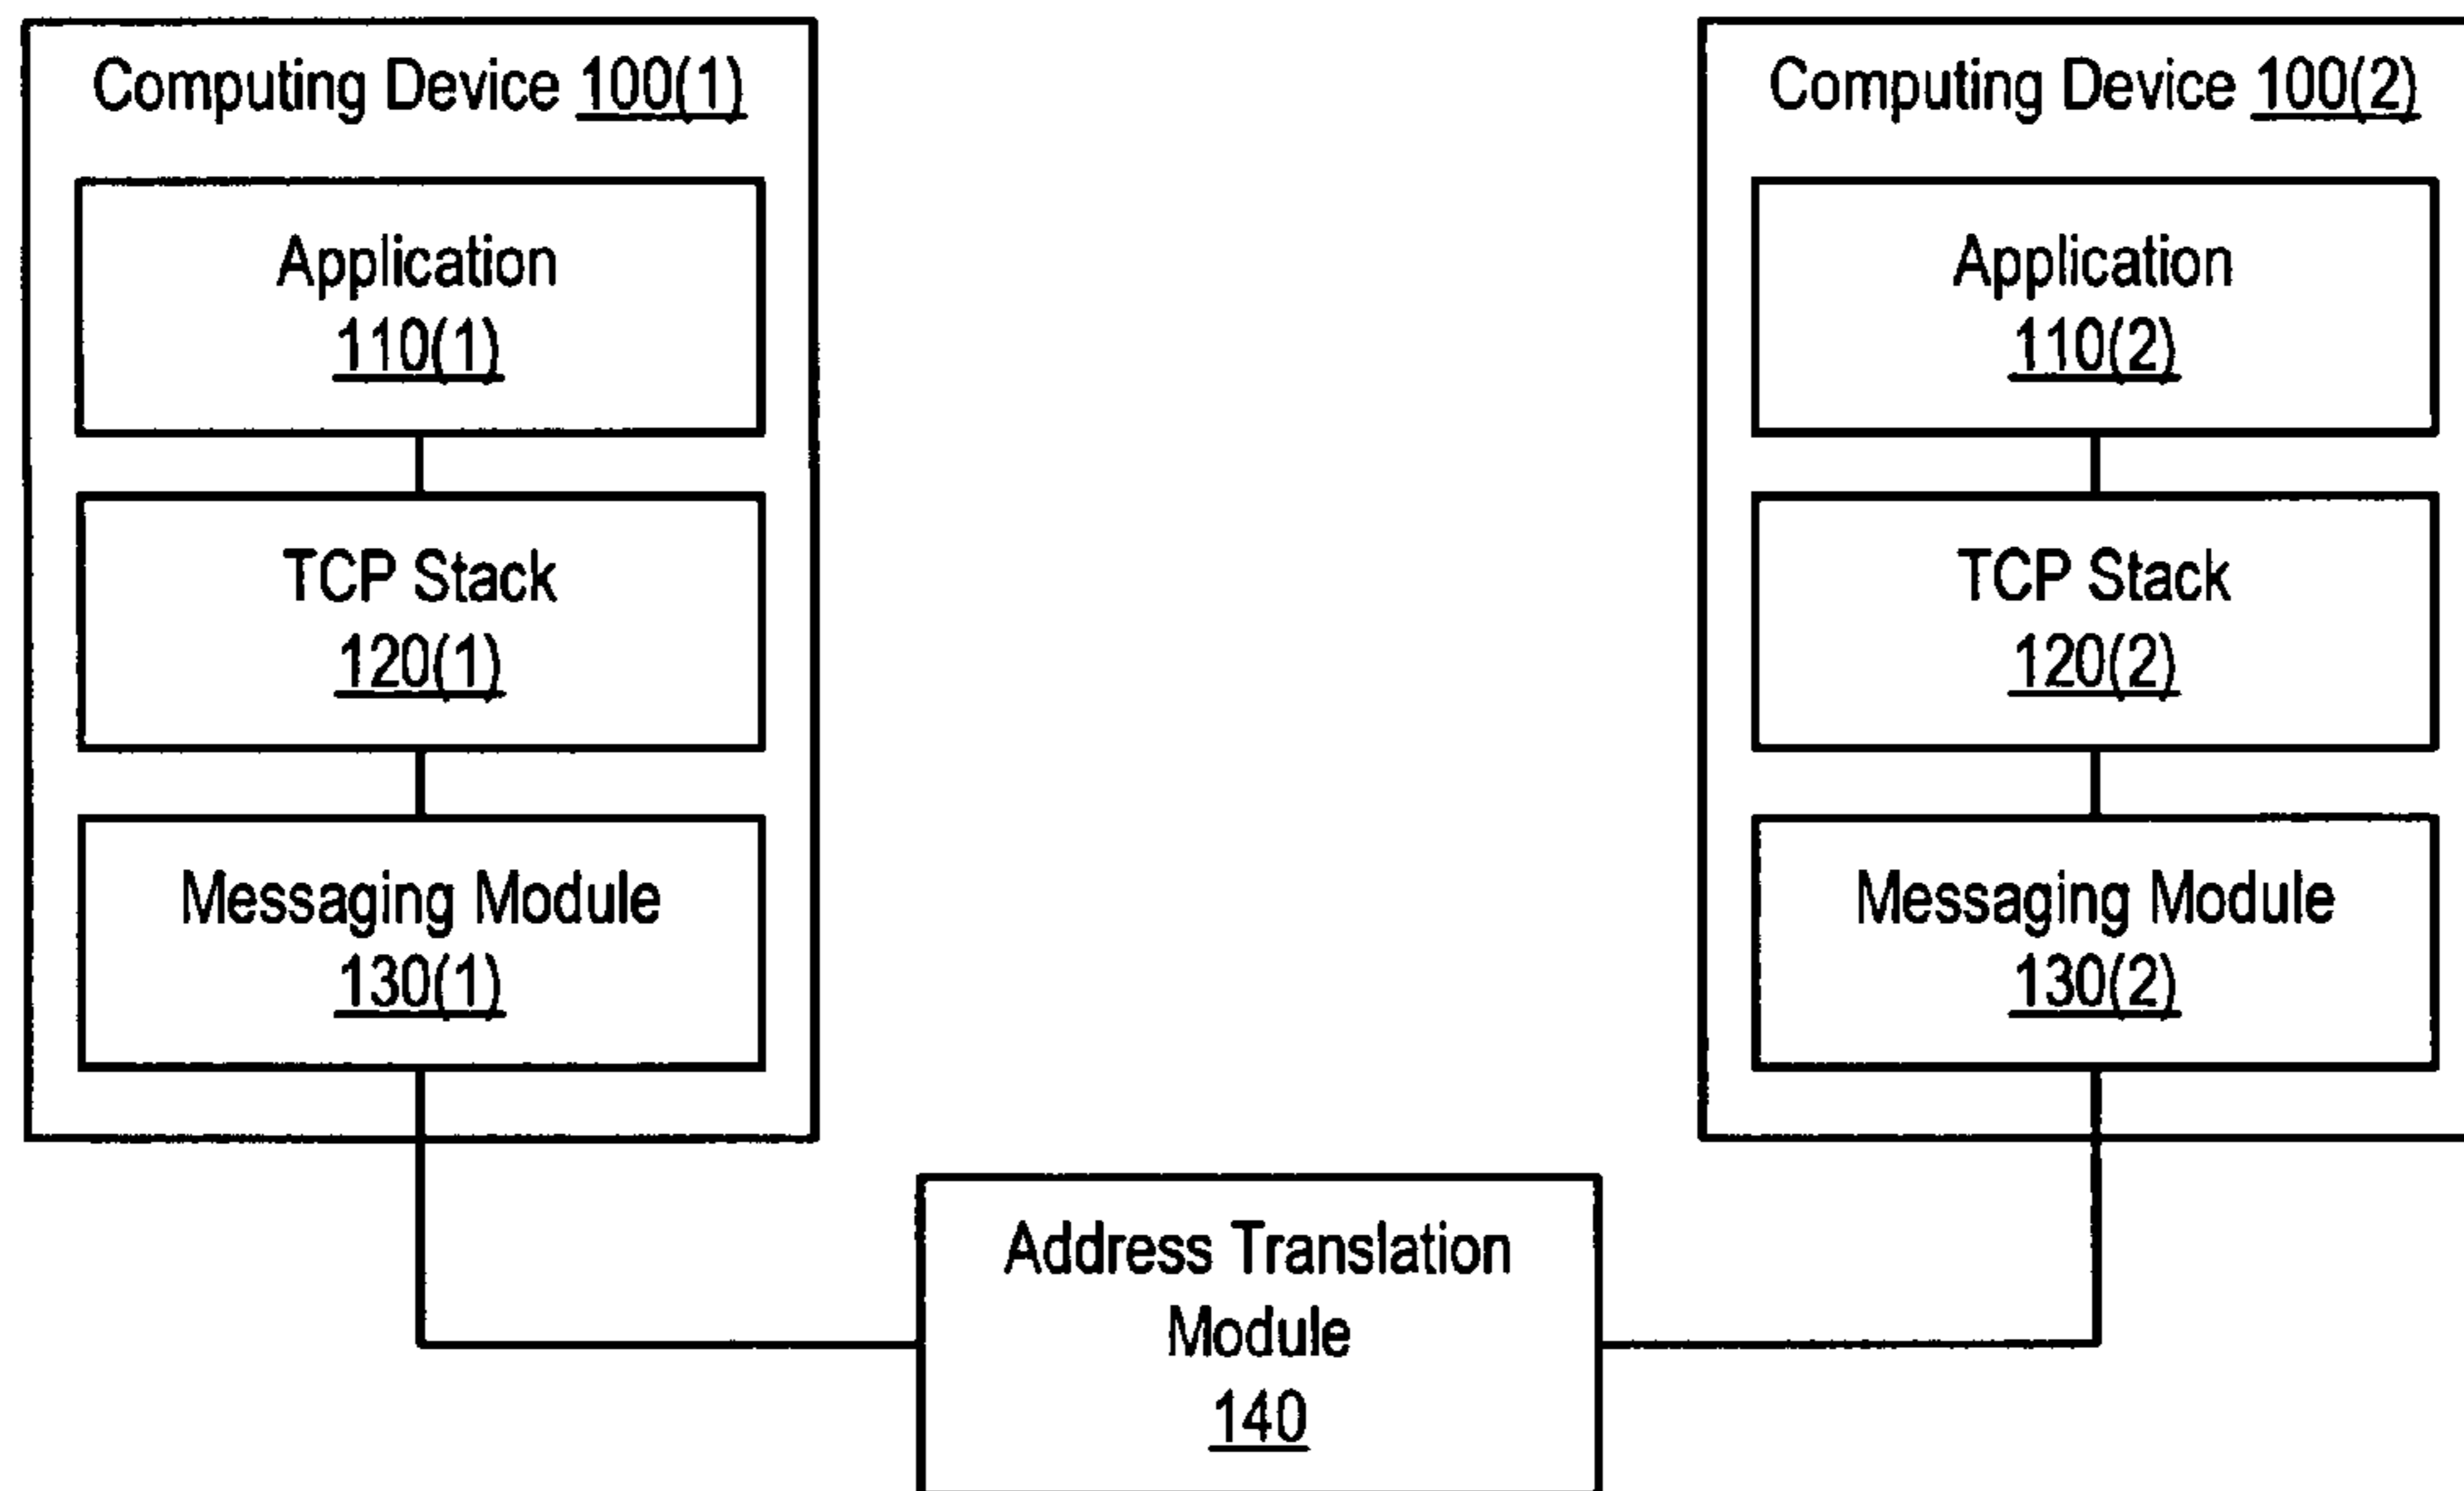 Computing Device 100(1)
Application
110(1)
TCP Stack
120(1)
Messaging Module
130(1)
Computing Device 100(2)
Application
110(2)
TCP Stack
120(2)
Messaging Module
130(2)
Address Translation
Module
140